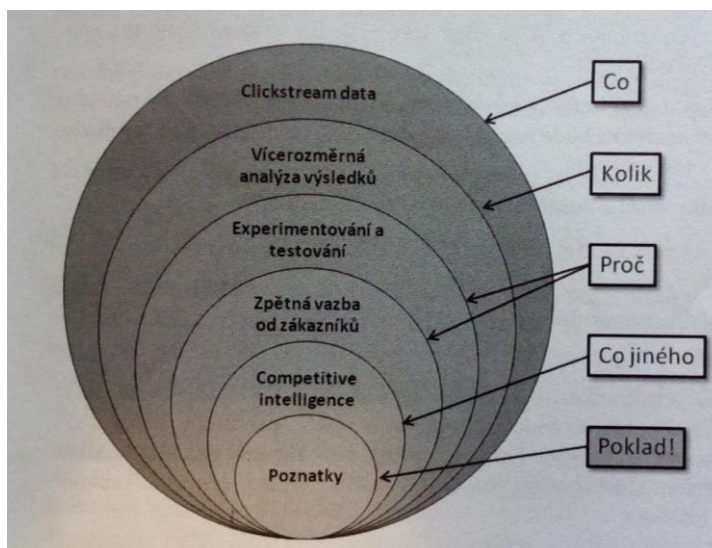 Clickstream data
Co
Vícerozměrná
analýza výsledků
Kolik
Experimentování a
testování
Proč
Zpětná vazba
od zákazníků
Co jiného
Competitive
intelligence
Poklad!
Poznatky